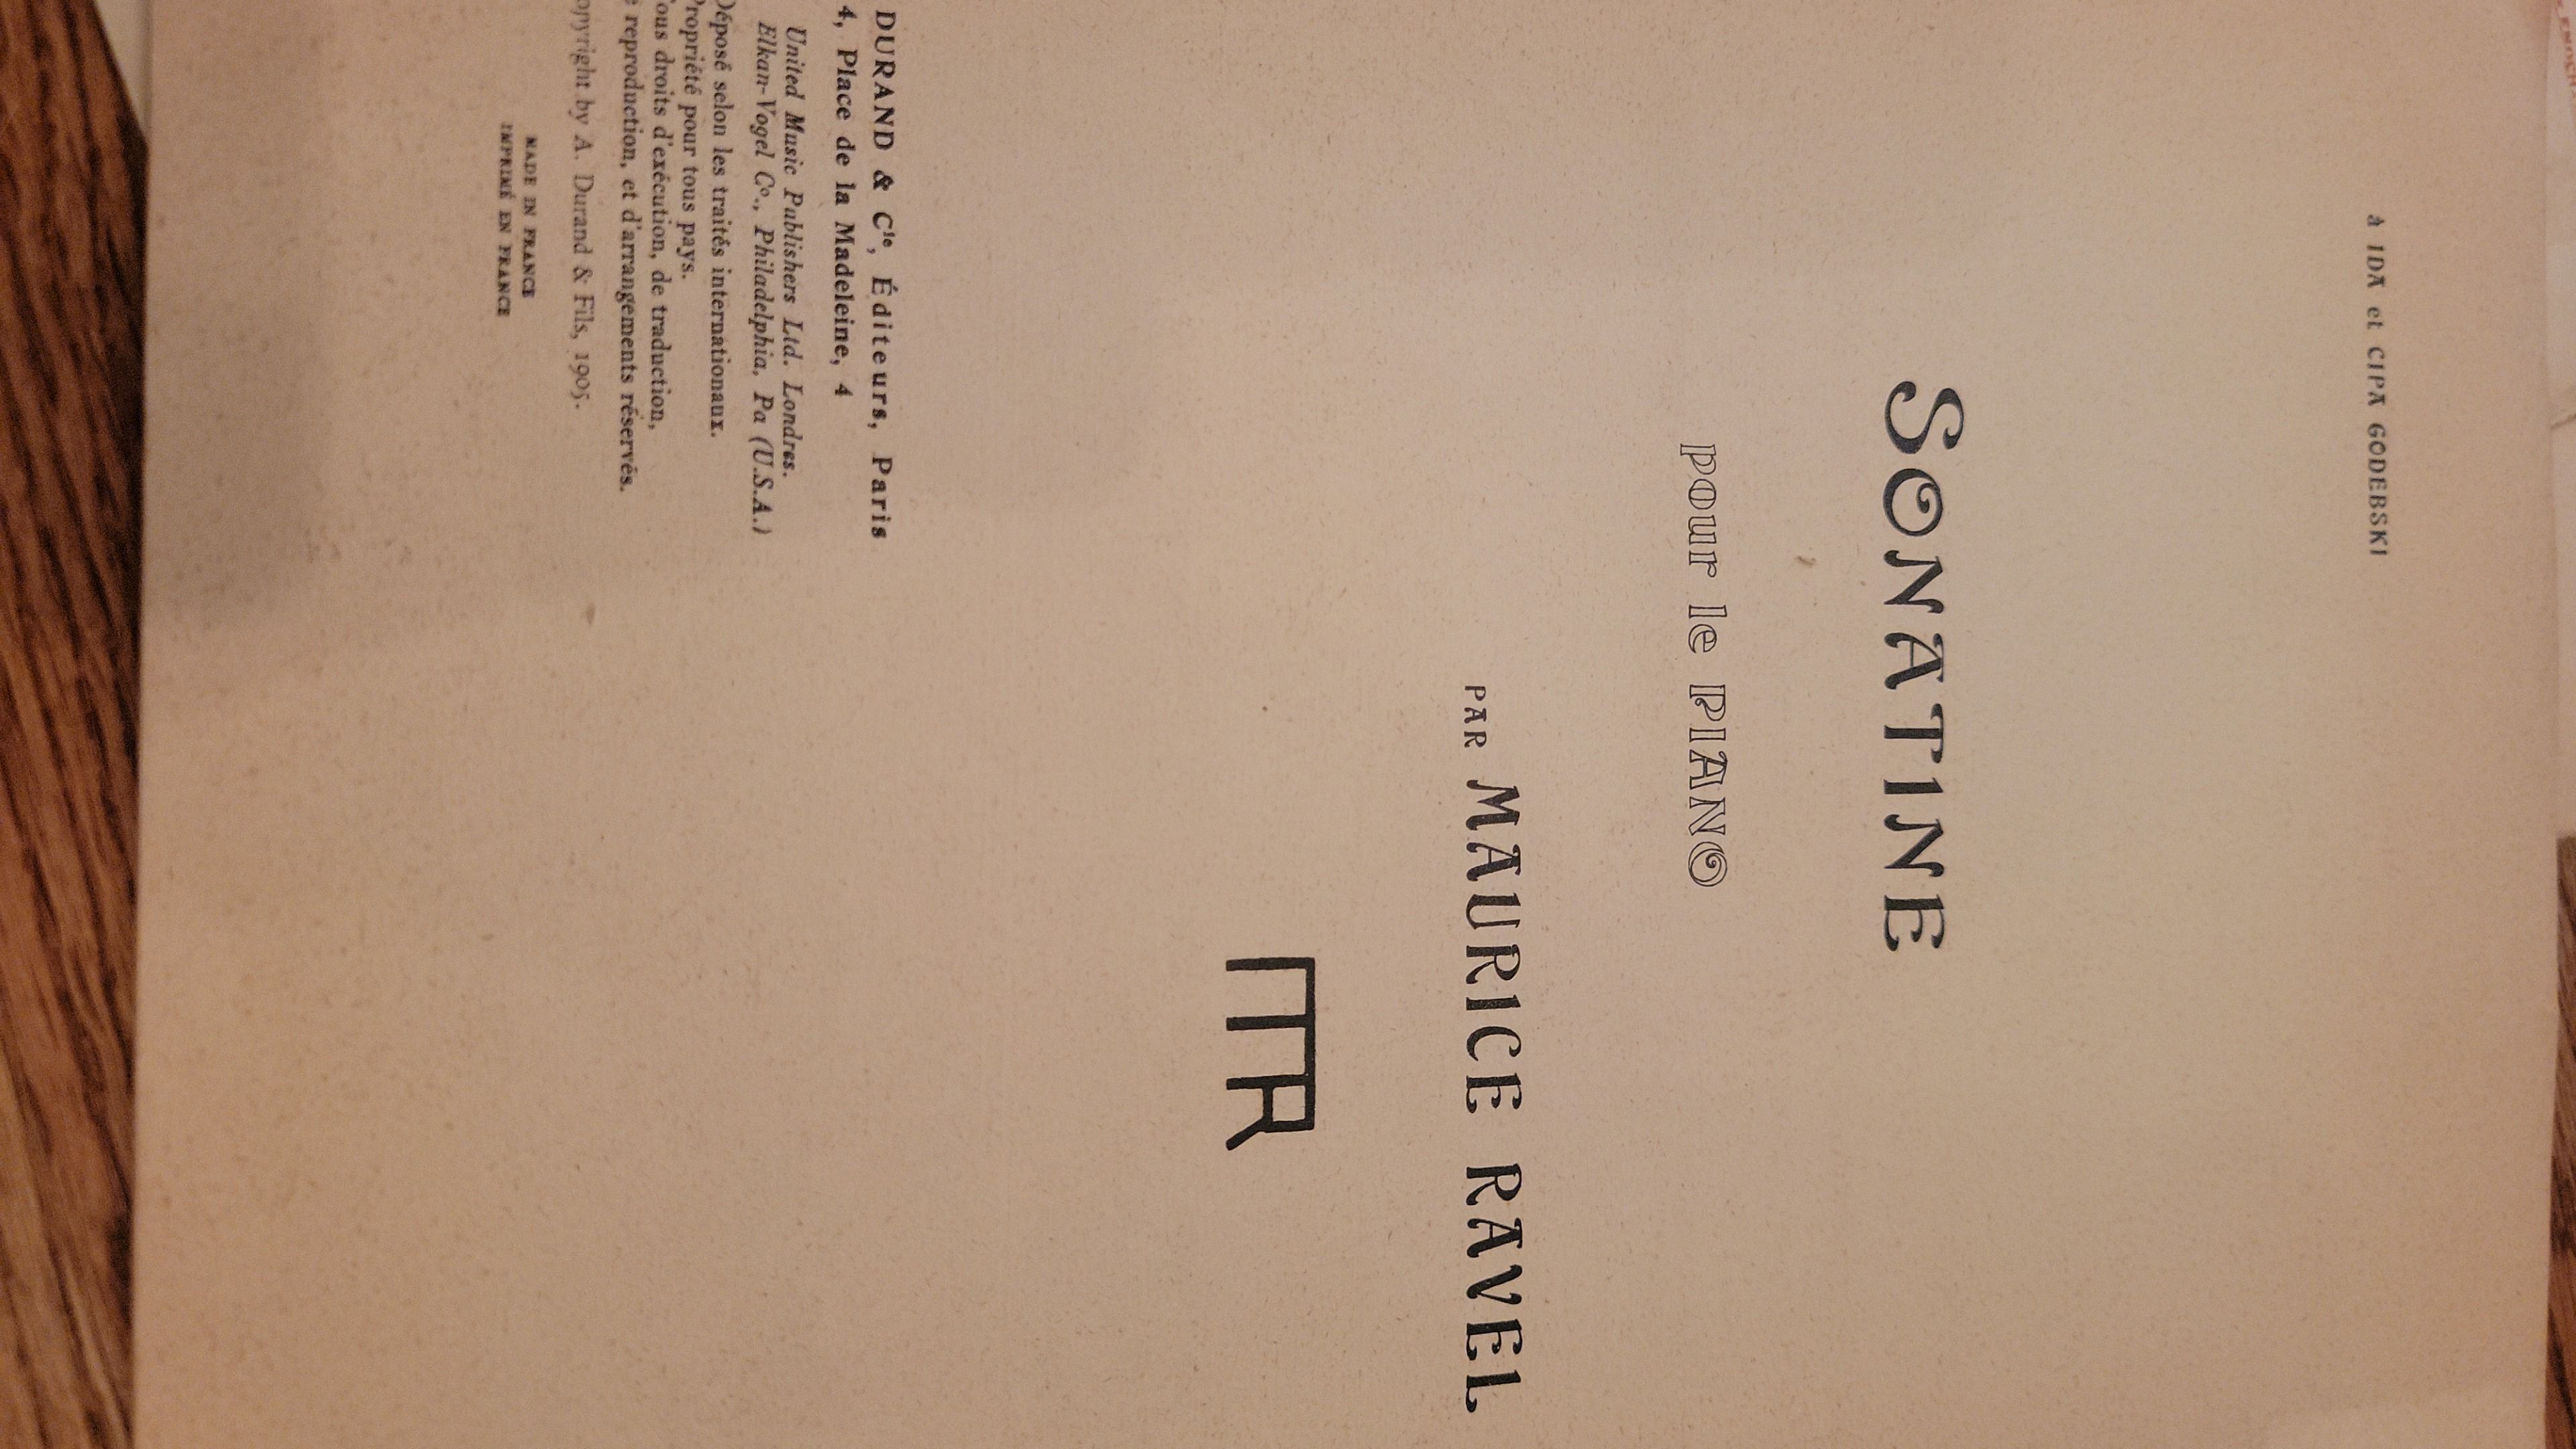 à IDA et CIPA GODEBSKI
SONATINE
pour le PIANO
PAR MAURICE RAVEL
MR
DURAND & Cie, Éditeurs, Paris
4, Place de la Madeleine, 4
United Music Publishers Ltd. Londres.
Elkan-Vogel Co., Philadelphia, Pa (U.S.A.)
Déposé selon les traités internationaux.
Propriété pour tous pays.
ous droits d'exécution, de traduction,
e reproduction, et d'arrangements réservés.
opyright by A. Durand & Fils, 1905.
MADE IN FRANCE
IMPRIMÉ EN FRANCE